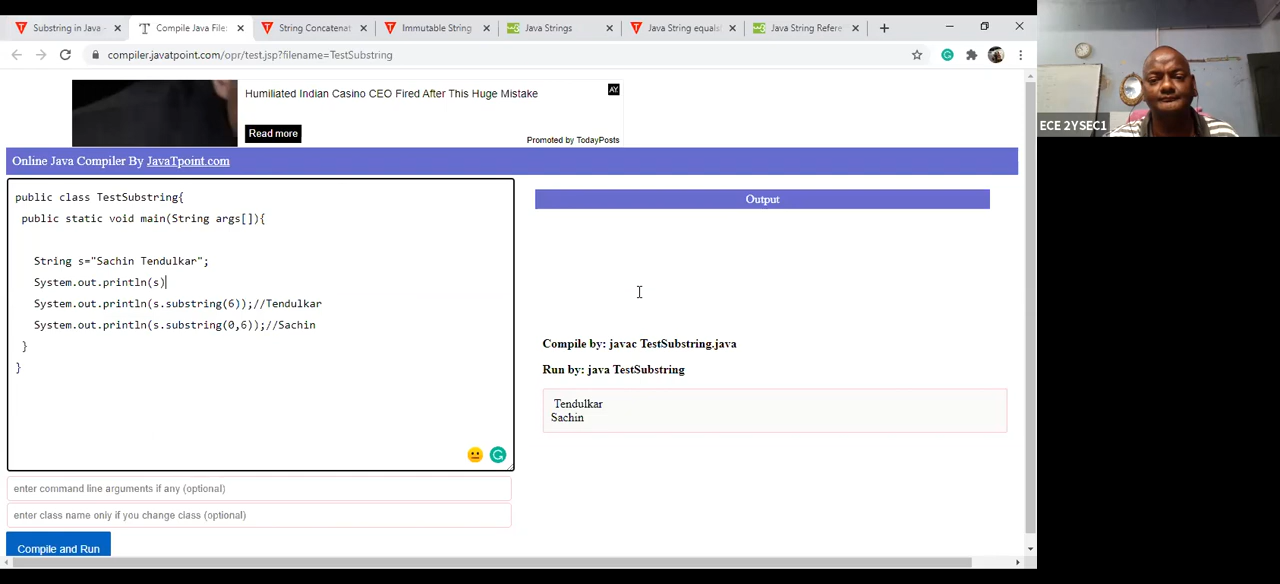 Substring in Java -
Compile Java File:
String Concatenat
Immutable String
Java Strings
Java String equals
Java String Refere
compiler.javatpoint.com/opr/test.jsp?filename=TestSubstring
Humiliated Indian Casino CEO Fired After This Huge Mistake
AY.
Read more
Promoted by TodayPosts
ECE 2YSEC1
Online Java Compiler By JavaTpoint.com
public class TestSubstring{
public static void main(String args[]){
String s="Sachin Tendulkar";
System.out.println(s)
System.out.println(s.substring(6));//Tendulkar
System.out.println(s.substring(0,6));//Sachin
}
}
Output
Compile by: javac TestSubstring.java
Run by: java TestSubstring
Tendulkar
Sachin
enter command line arguments if any (optional)
enter class name only if you change class (optional)
Compile and Run